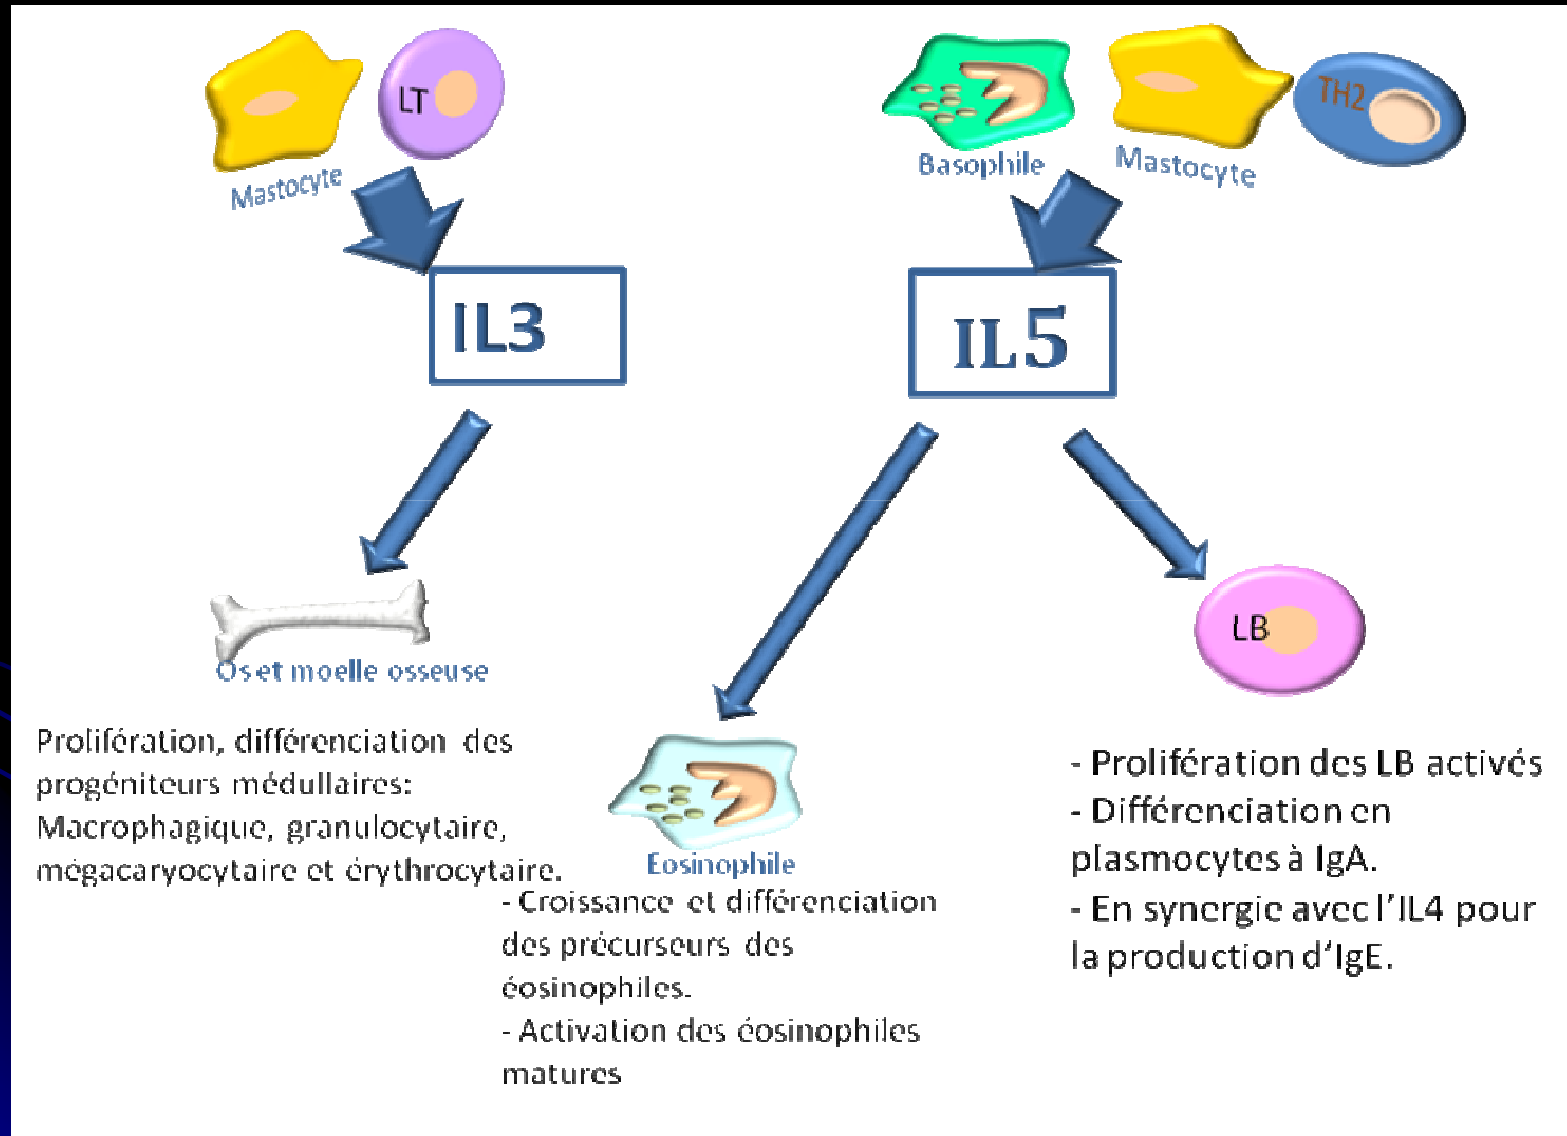 LT
Mastocyte
Basophile
Mastocyte
TH2
IL3
IL5
Os et moelle osseuse
Prolifération, différenciation des
progéniteurs médullaires:
Macrophagique, granulocytaire,
mégacaryocytaire et érythrocytaire.
Eosinophile
- Croissance et différenciation
des précurseurs des
éosinophiles.
- Activation des éosinophiles
matures
LB
- Prolifération des LB activés
- Différenciation en
plasmocytes à IgA.
- En synergie avec l'IL4 pour
la production d'IgE.